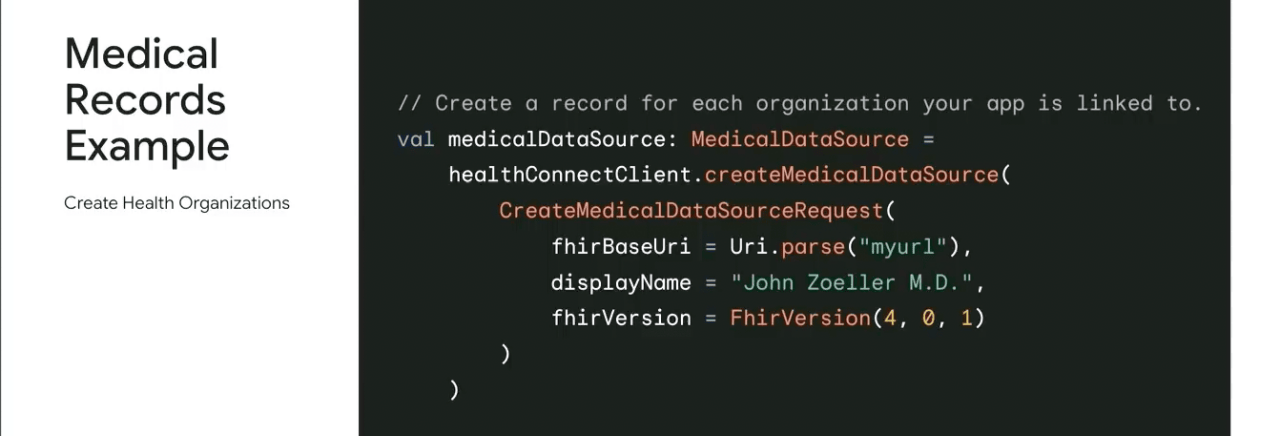 Medical
Records
Example
Create Health Organizations
// Create a record for each organization your app is linked to.
val medicalDataSource: MedicalDataSource =
    healthConnectClient.createMedicalDataSource(
        CreateMedicalDataSourceRequest(
            fhirBaseUri = Uri.parse("myurl"),
            displayName = "John Zoeller M.D.",
            fhirVersion = FhirVersion(4, 0, 1)
        )
    )